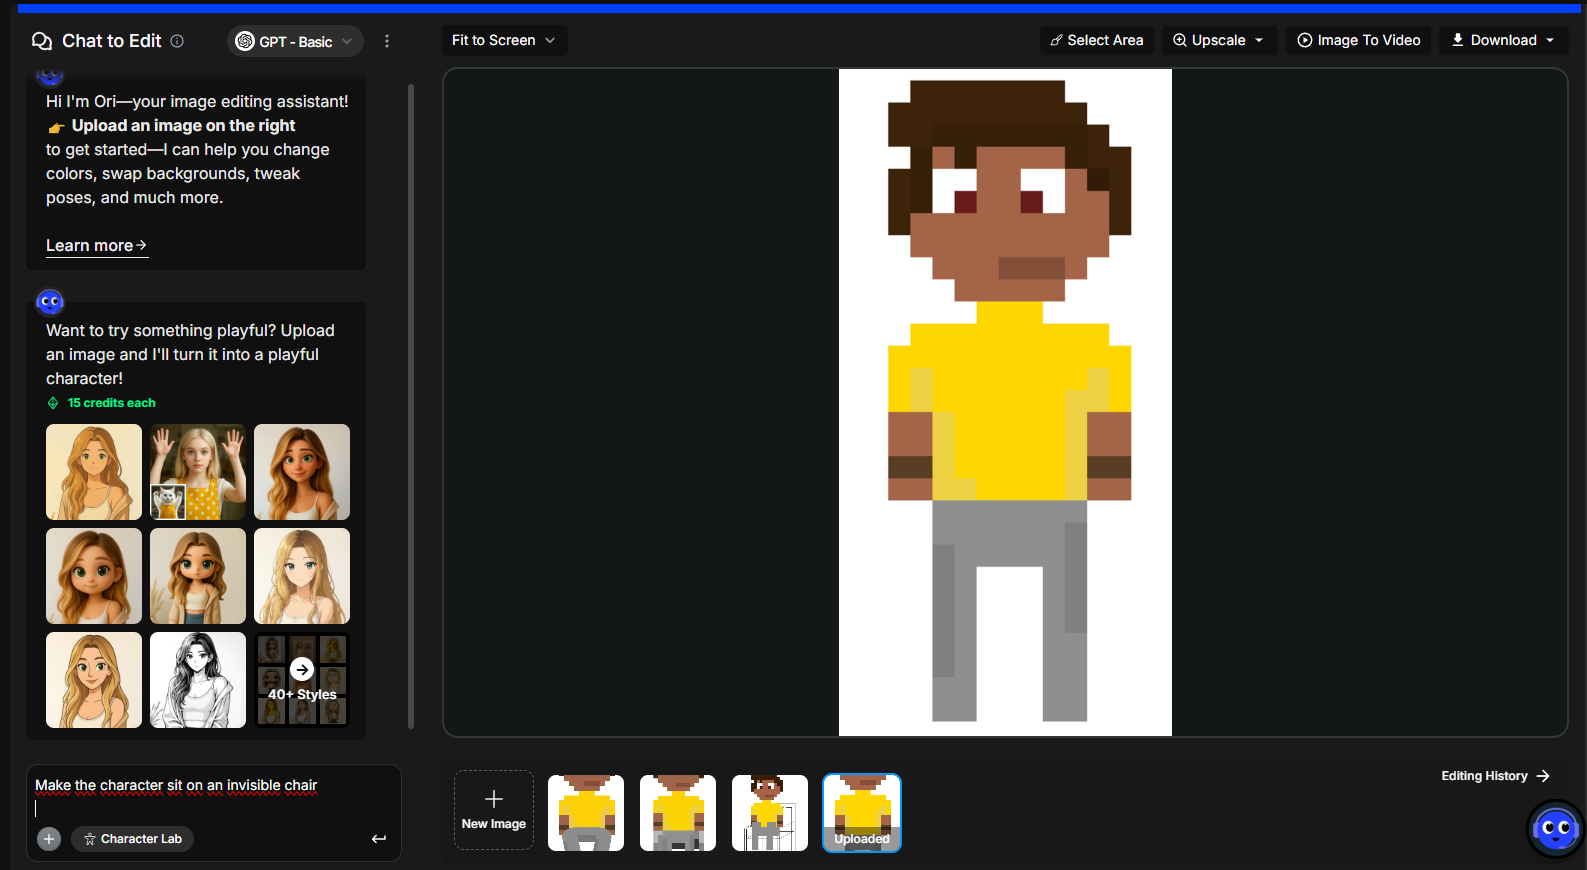 Chat to Edit
GPT - Basic
Fit to Screen
Select Area
Upscale
Image To Video
Download
Hi I'm Ori—your image editing assistant!
👉 Upload an image on the right
to get started—I can help you change
colors, swap backgrounds, tweak
poses, and much more.
Learn more→
Want to try something playful? Upload
an image and I'll turn it into a playful
character!
15 credits each
40+ Styles
Make the character sit on an invisible chair
Character Lab
New Image
Uploaded
Editing History →